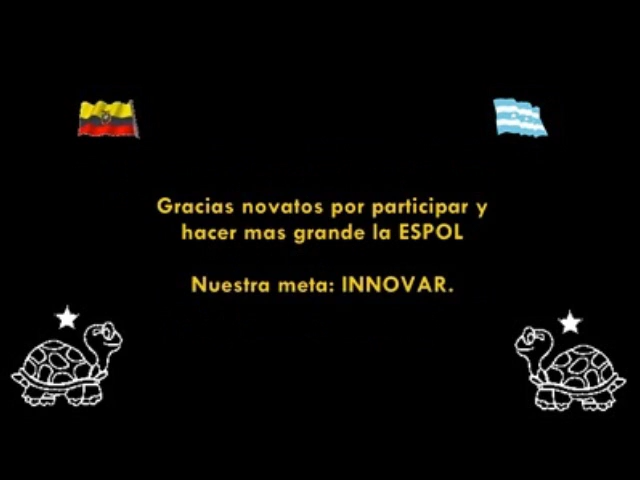 Gracias novatos por participar y
hacer mas grande la ESPOL
Nuestra meta: INNOVAR.